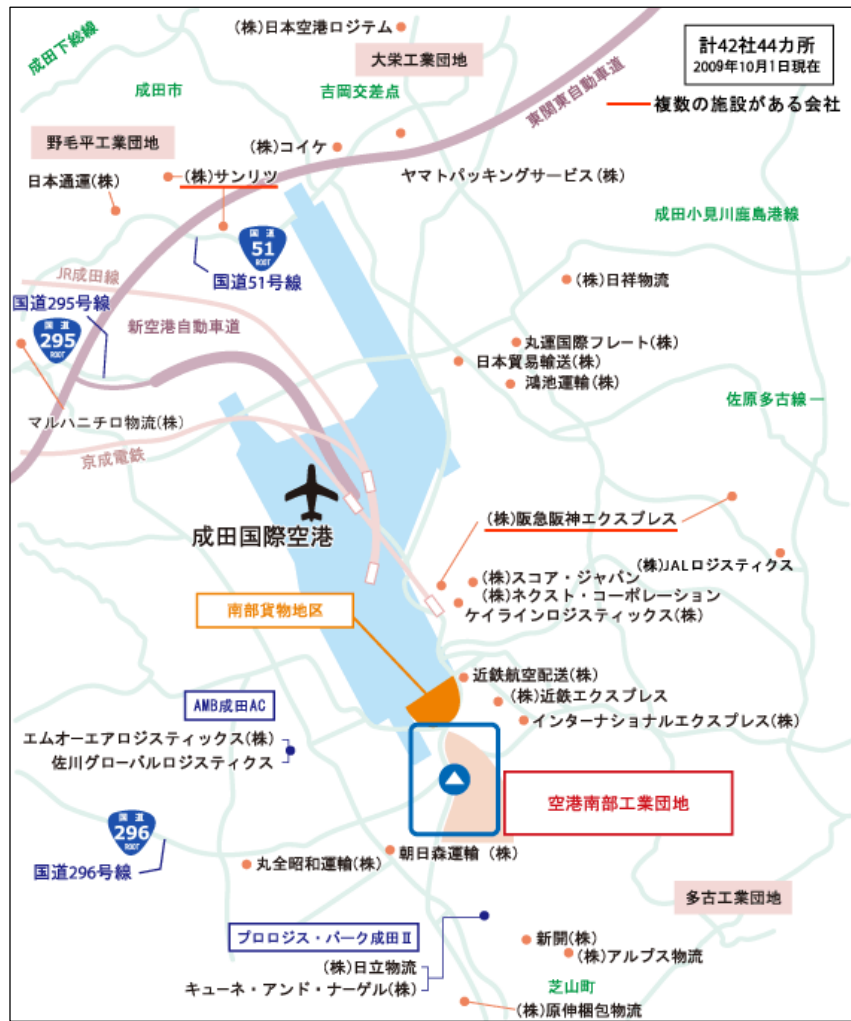 (株)日本空港ロジテム
成田下総線
大栄工業団地
計42社44カ所
2009年10月1日現在
成田市
吉岡交差点
東関東自動車道
複数の施設がある会社
野毛平工業団地
(株)コイケ
日本通運(株)
(株)サンリツ
ヤマトパッキングサービス(株)
成田小見川鹿島港線
国道
51
ROOT
国道51号線
JR成田線
(株)日祥物流
国道295号線
国道
295
ROOT
新空港自動車道
丸運国際フレート(株)
日本貿易輸送(株)
鴻池運輸(株)
佐原多古線
マルハニチロ物流(株)
京成電鉄
成田国際空港
(株)阪急阪神エクスプレス
(株)JALロジスティクス
(株)スコア・ジャパン
(株)ネクスト・コーポレーション
ケイラインロジスティックス(株)
南部貨物地区
近鉄航空配送(株)
(株)近鉄エクスプレス
インターナショナルエクスプレス(株)
AMB成田AC
エムオーエアロジスティックス(株)
佐川グローバルロジスティクス
空港南部工業団地
国道
296
ROOT
国道296号線
丸全昭和運輸(株)
朝日森運輸 (株)
多古工業団地
プロロジス・パーク成田Ⅱ
(株)日立物流
キューネ・アンド・ナーゲル(株)
新開(株)
(株)アルプス物流
芝山町
(株)原伸梱包物流